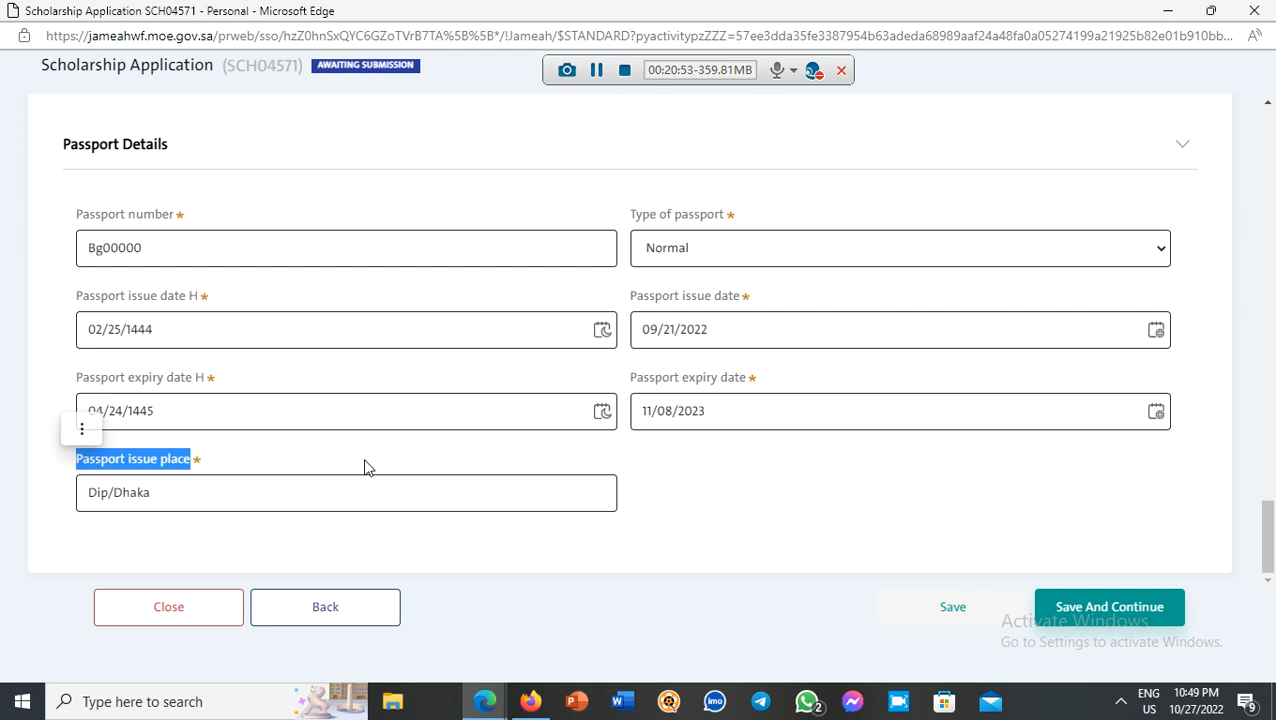 Scholarship Application SCH04571 - Personal - Microsoft Edge
https://jameahwf.moe.gov.sa/prweb/sso/hzZ0hnSxQYC6GZoTVrB7TA%5B%5B*/!Jameah/$STANDARD?pyactivitypzZZZ=57ee3dda35fe3387954b63adeda68989aaf24a48fa0a05274199a21925b82e01b910bb...
Scholarship Application (SCH04571) AWAITING SUBMISSION
00:20:53-359.81MB
Passport Details
Passport number* Type of passport*
Bg00000 Normal
Passport issue date H* Passport issue date*
02/25/1444 09/21/2022
Passport expiry date H* Passport expiry date*
04/24/1445 11/08/2023
Passport issue place*
Dip/Dhaka
Close Back Save Save And Continue
Activate Windows
Go to Settings to activate Windows.
Type here to search
ENG 10:49 PM
US 10/27/2022
2
9